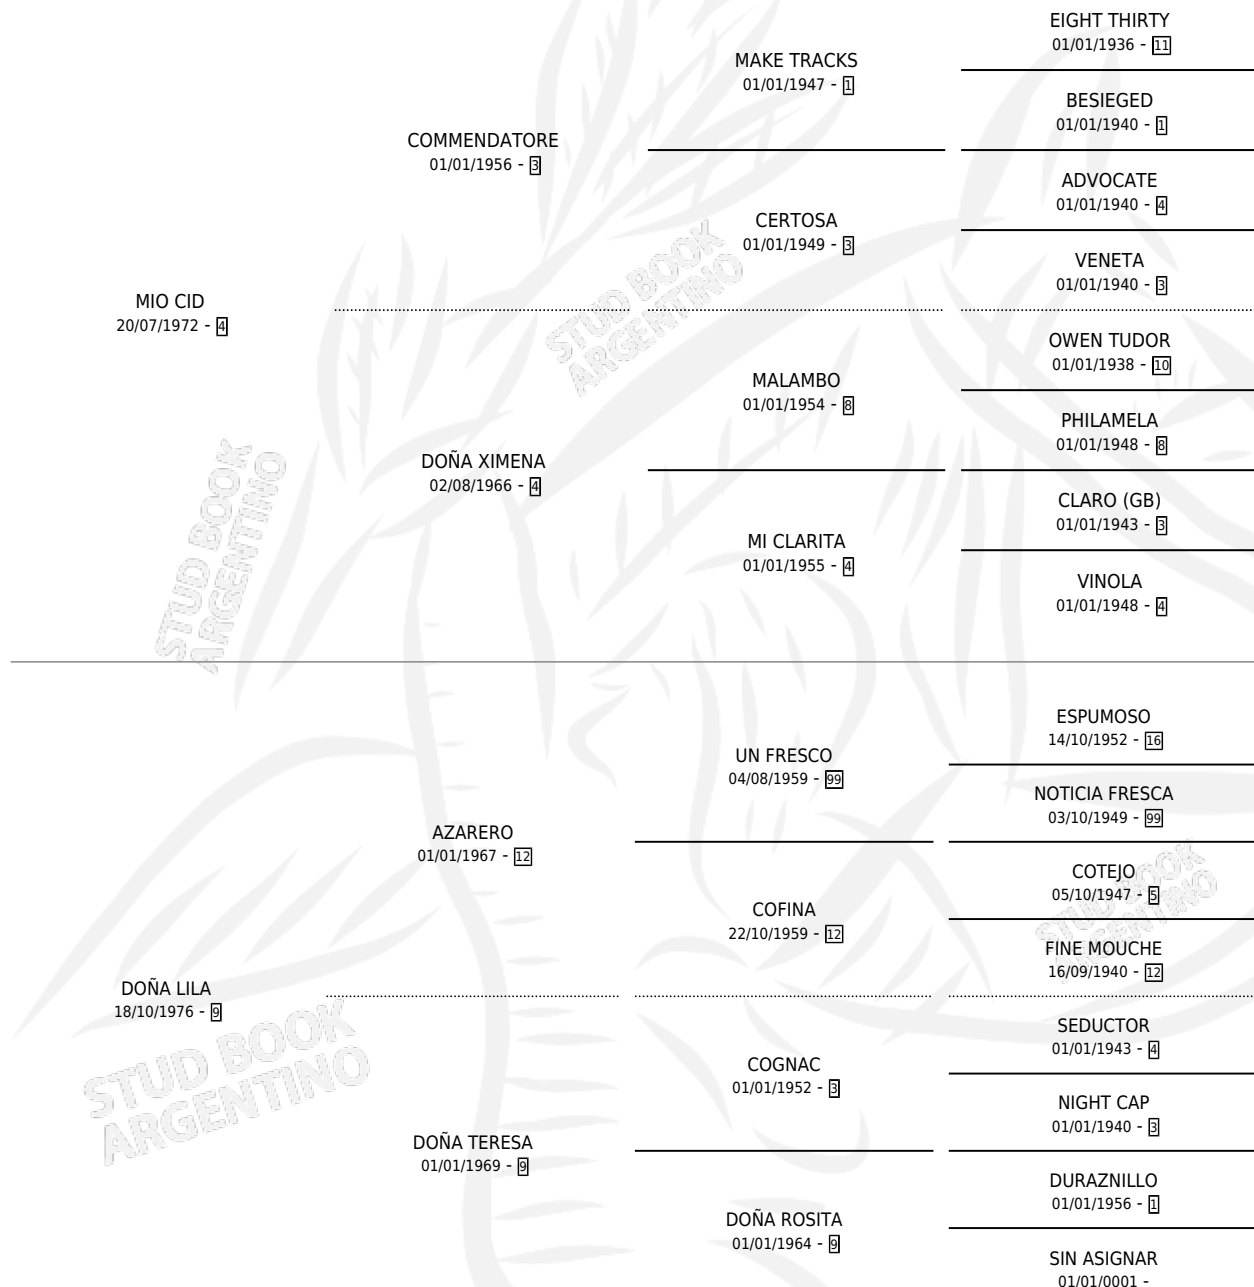 EIGHT THIRTY
01/01/1936 - 11
MAKE TRACKS
01/01/1947 - 1
BESIEGED
01/01/1940 - 1
COMMENDATORE
01/01/1956 - 3
ADVOCATE
01/01/1940 - 4
CERTOSA
01/01/1949 - 3
VENETA
01/01/1940 - 3
MIO CID
20/07/1972 - 4
STUD BOOK
ARGENTINO
OWEN TUDOR
01/01/1938 - 10
MALAMBO
01/01/1954 - 8
PHILAMELA
01/01/1948 - 8
DOÑA XIMENA
02/08/1966 - 4
CLARO (GB)
01/01/1943 - 3
MI CLARITA
01/01/1955 - 4
VINOLA
01/01/1948 - 4
STUD BOOK
ARGENTINO
ESPUMOSO
14/10/1952 - 16
UN FRESCO
04/08/1959 - 99
NOTICIA FRESCA
03/10/1949 - 99
AZARERO
01/01/1967 - 12
COTEJO
05/10/1947 - 5
COFINA
22/10/1959 - 12
STUD BOOK
ARGENTINO
FINE MOUCHE
16/09/1940 - 12
DOÑA LILA
18/10/1976 - 9
STUD BOOK
ARGENTINO
SEDUCTOR
01/01/1943 - 4
COGNAC
01/01/1952 - 3
NIGHT CAP
01/01/1940 - 3
DOÑA TERESA
01/01/1969 - 9
DURAZNILLO
01/01/1956 - 1
DOÑA ROSITA
01/01/1964 - 9
SIN ASIGNAR
01/01/0001 -